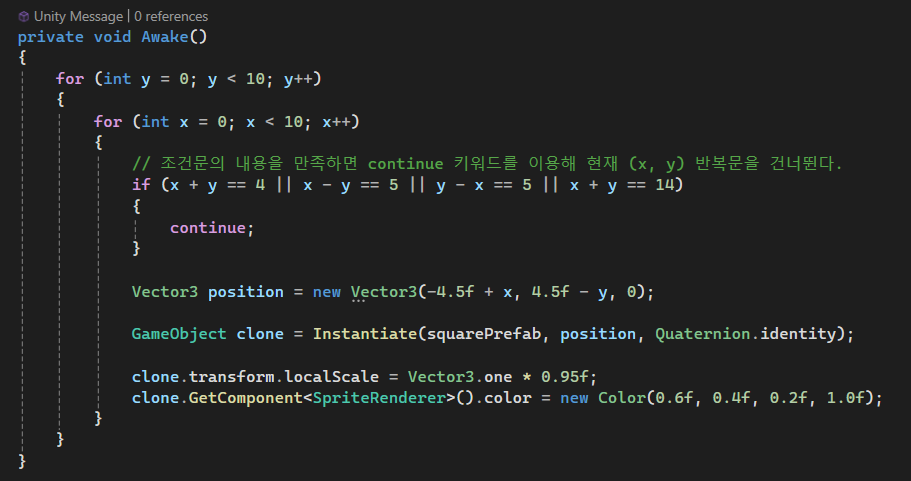 Unity Message | 0 references
private void Awake()
{
for (int y = 0; y < 10; y++)
{
for (int x = 0; x < 10; x++)
{
// 조건문의 내용을 만족하면 continue 키워드를 이용해 현재 (x, y) 반복문을 건너뛴다.
if (x + y == 4 || x - y == 5 || y - x == 5 || x + y == 14)
{
continue;
}
Vector3 position = new Vector3(-4.5f + x, 4.5f - y, 0);
GameObject clone = Instantiate(squarePrefab, position, Quaternion.identity);
clone.transform.localScale = Vector3.one * 0.95f;
clone.GetComponent<SpriteRenderer>().color = new Color(0.6f, 0.4f, 0.2f, 1.0f);
}
}
}